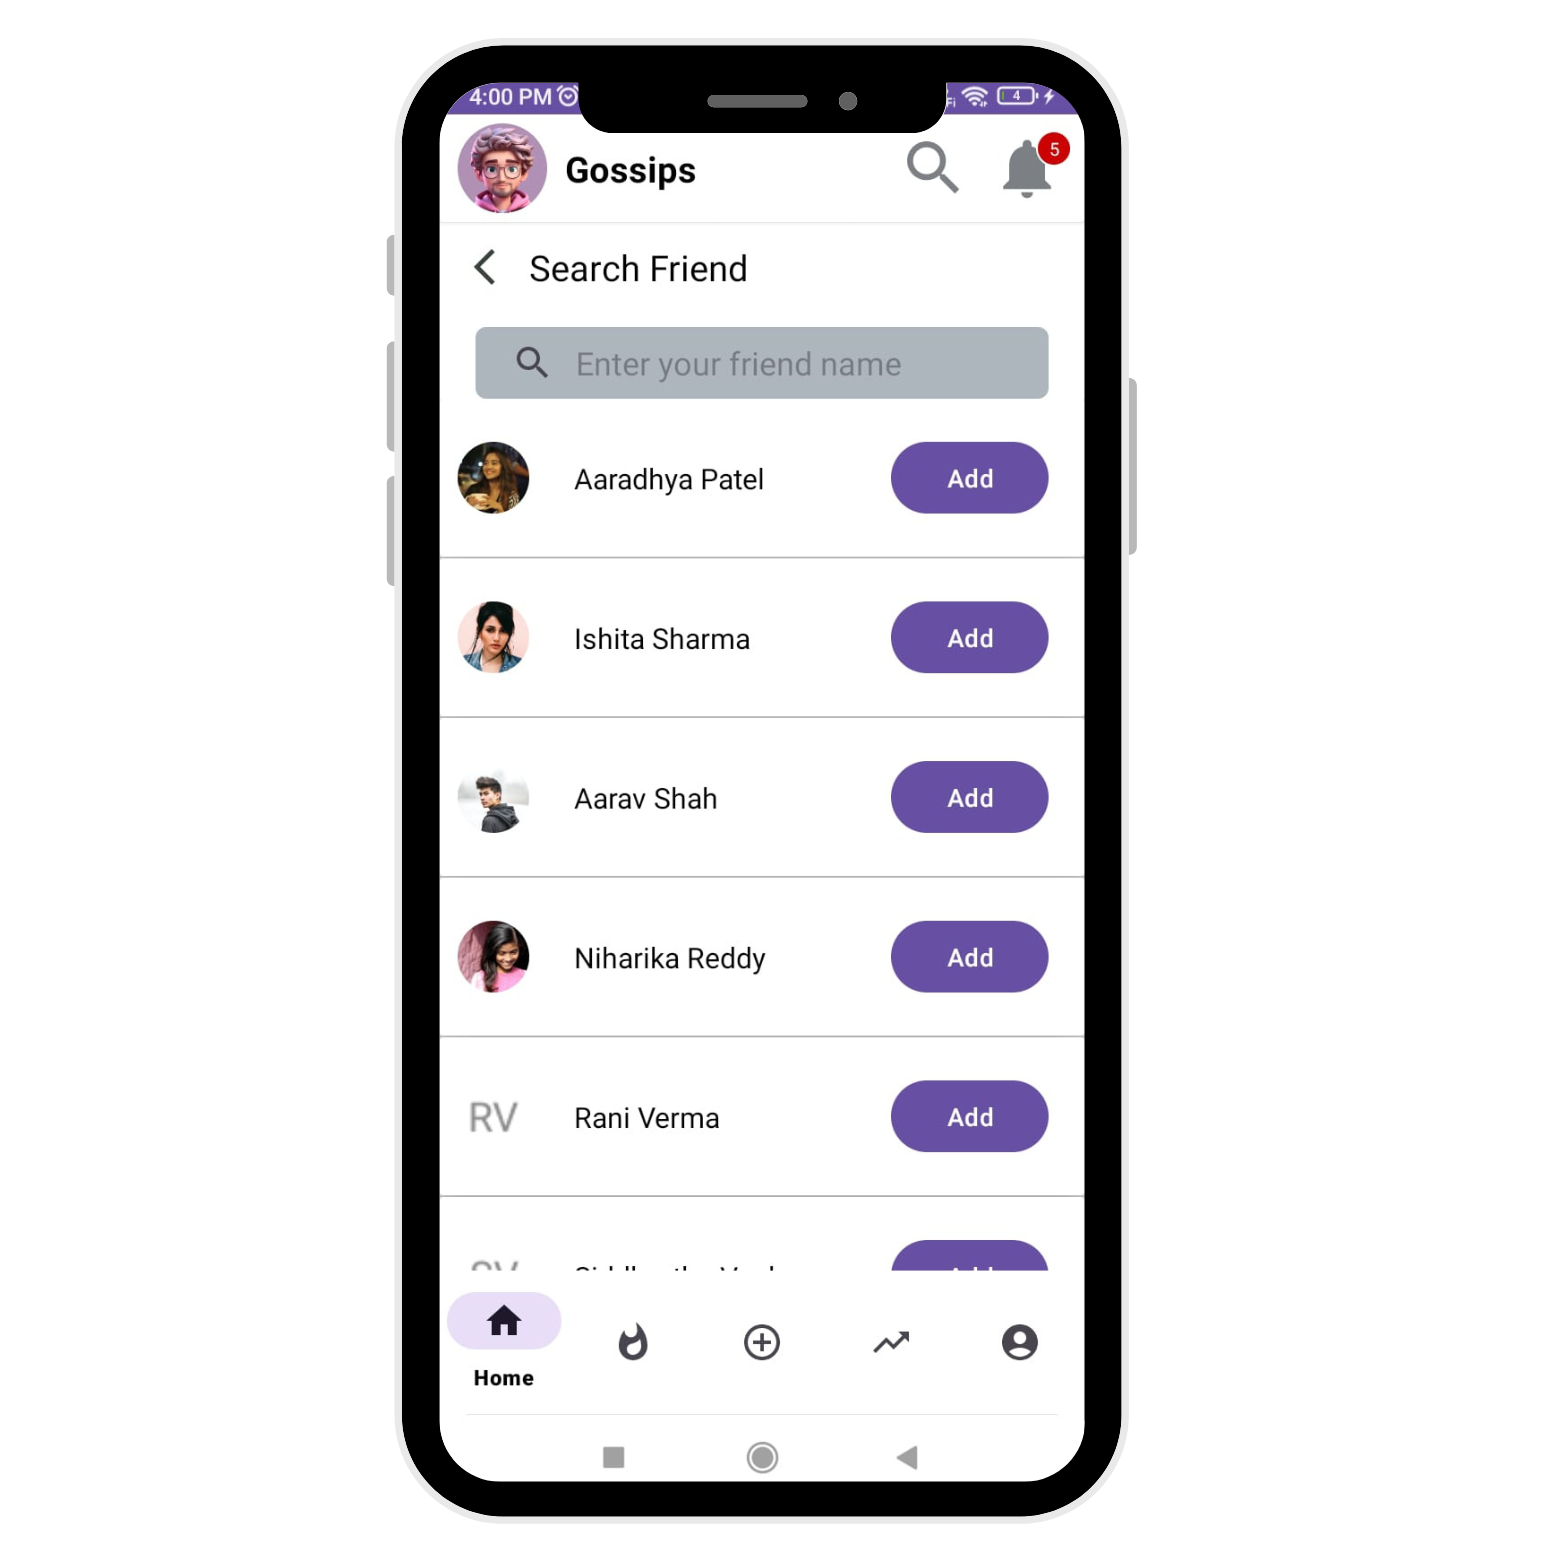 4:00 PM
4
Gossips
5
Search Friend
Enter your friend name
Aaradhya Patel
Add
Ishita Sharma
Add
Aarav Shah
Add
Niharika Reddy
Add
RV
Rani Verma
Add
Add
Home